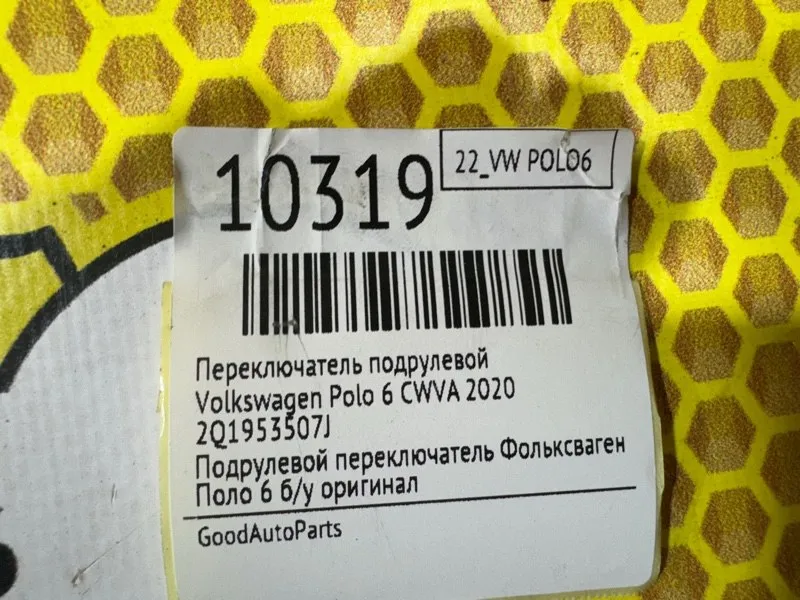 10319
22_VW POLO6
Переключатель подрулевой
Volkswagen Polo 6 CWVA 2020
2Q1953507J
Подрулевой переключатель Фольксваген
Поло 6 б/у оригинал
GoodAutoParts